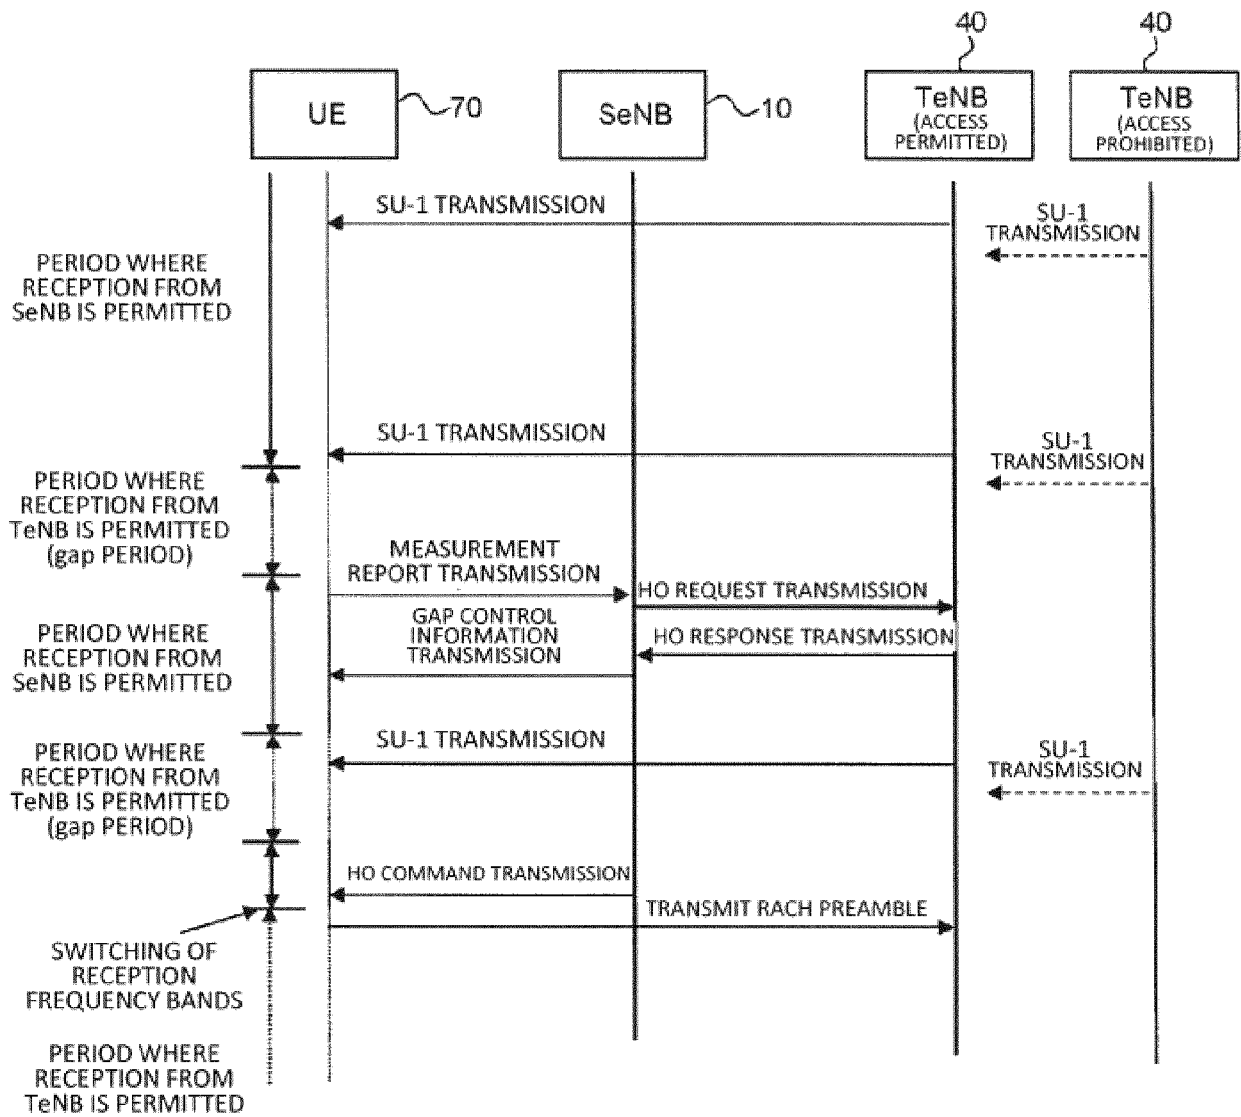 40
40
UE
70
SeNB
10
TeNB
(ACCESS
PERMITTED)
TeNB
(ACCESS
PROHIBITED)
SU-1 TRANSMISSION
SU-1
TRANSMISSION
PERIOD WHERE
RECEPTION FROM
SeNB IS PERMITTED
SU-1 TRANSMISSION
SU-1
TRANSMISSION
PERIOD WHERE
RECEPTION FROM
TeNB IS PERMITTED
(gap PERIOD)
MEASUREMENT
REPORT TRANSMISSION
HO REQUEST TRANSMISSION
GAP CONTROL
INFORMATION
TRANSMISSION
HO RESPONSE TRANSMISSION
PERIOD WHERE
RECEPTION FROM
SeNB IS PERMITTED
SU-1 TRANSMISSION
SU-1
TRANSMISSION
PERIOD WHERE
RECEPTION FROM
TeNB IS PERMITTED
(gap PERIOD)
HO COMMAND TRANSMISSION
TRANSMIT RACH PREAMBLE
SWITCHING OF
RECEPTION
FREQUENCY BANDS
PERIOD WHERE
RECEPTION FROM
TeNB IS PERMITTED